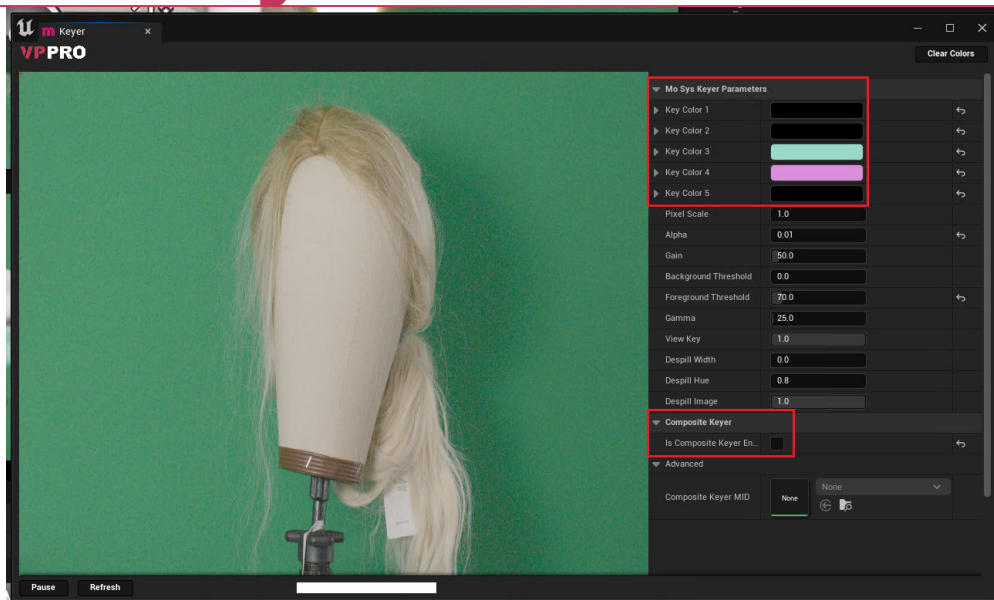 m Keyer
VPPRO
Clear Colors
Mo Sys Keyer Parameters
Key Color 1
Key Color 2
Key Color 3
Key Color 4
Key Color 5
Pixel Scale 1.0
Alpha 0.01
Gain 50.0
Background Threshold 0.0
Foreground Threshold 70.0
Gamma 25.0
View Key 1.0
Despill Width 0.0
Despill Hue 0.8
Despill Image 1.0
Composite Keyer
Is Composite Keyer En...
Advanced
Composite Keyer MID None None
Pause Refresh